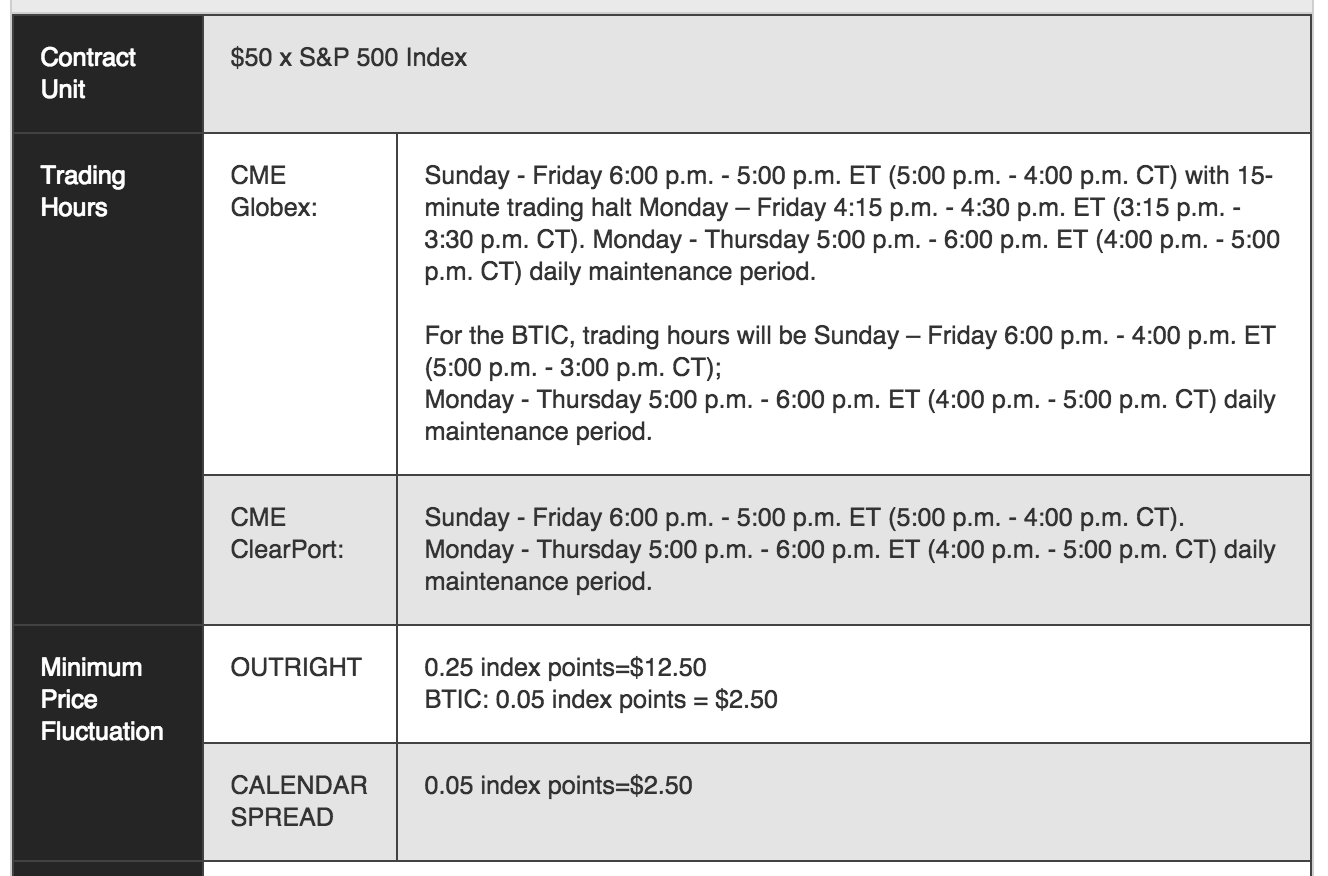 Contract
Unit
$50 x S&P 500 Index
Trading
Hours
CME
Globex:
Sunday - Friday 6:00 p.m. - 5:00 p.m. ET (5:00 p.m. - 4:00 p.m. CT) with 15-
minute trading halt Monday – Friday 4:15 p.m. - 4:30 p.m. ET (3:15 p.m. -
3:30 p.m. CT). Monday - Thursday 5:00 p.m. - 6:00 p.m. ET (4:00 p.m. - 5:00
p.m. CT) daily maintenance period.
For the BTIC, trading hours will be Sunday – Friday 6:00 p.m. - 4:00 p.m. ET
(5:00 p.m. - 3:00 p.m. CT);
Monday - Thursday 5:00 p.m. - 6:00 p.m. ET (4:00 p.m. - 5:00 p.m. CT) daily
maintenance period.
CME
ClearPort:
Sunday - Friday 6:00 p.m. - 5:00 p.m. ET (5:00 p.m. - 4:00 p.m. CT).
Monday - Thursday 5:00 p.m. - 6:00 p.m. ET (4:00 p.m. - 5:00 p.m. CT) daily
maintenance period.
Minimum
Price
Fluctuation
OUTRIGHT
0.25 index points=$12.50
BTIC: 0.05 index points = $2.50
CALENDAR
SPREAD
0.05 index points=$2.50